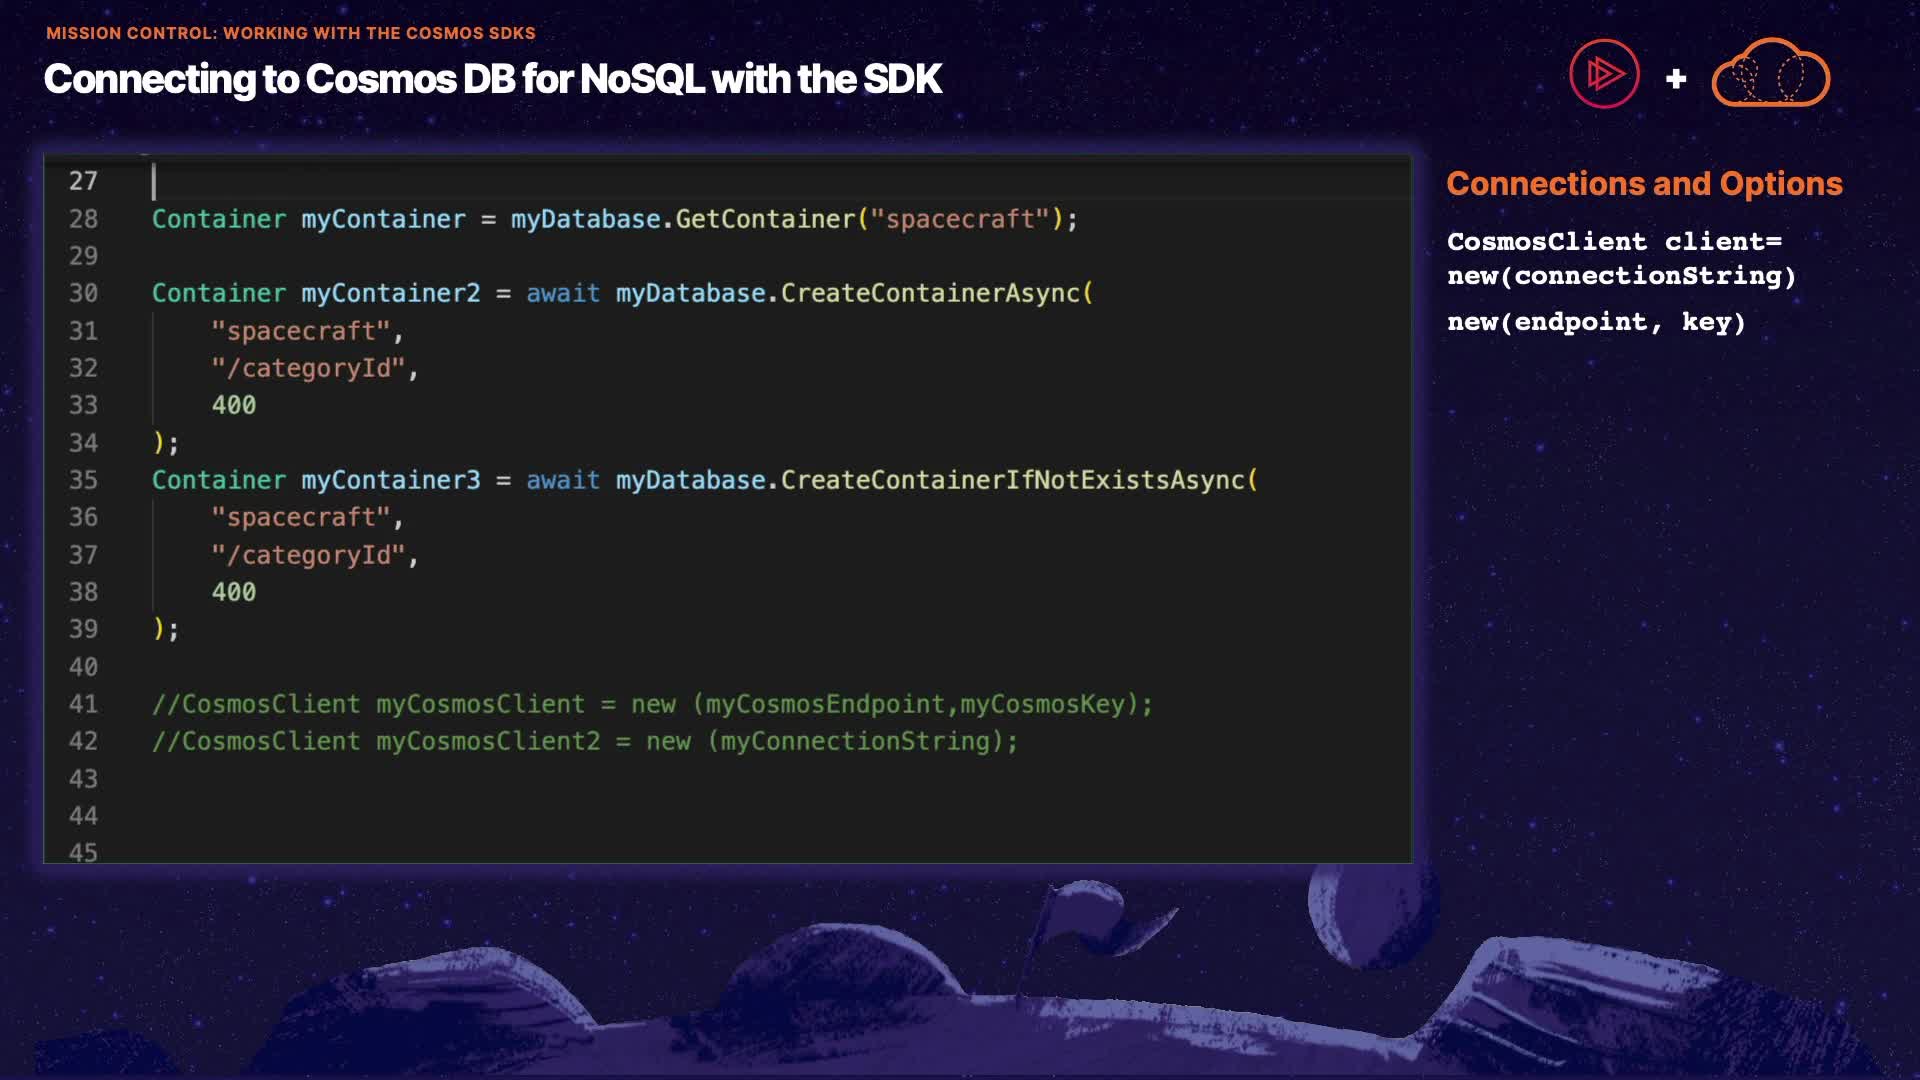 MISSION CONTROL: WORKING WITH THE COSMOS SDKS
Connecting to Cosmos DB for NoSQL with the SDK
27
28 Container myContainer = myDatabase.GetContainer("spacecraft");
29
30 Container myContainer2 = await myDatabase.CreateContainerAsync(
31 "spacecraft",
32 "/categoryId",
33 400
34 );
35 Container myContainer3 = await myDatabase.CreateContainerIfNotExistsAsync(
36 "spacecraft",
37 "/categoryId",
38 400
39 );
40
41 //CosmosClient myCosmosClient = new (myCosmosEndpoint,myCosmosKey);
42 //CosmosClient myCosmosClient2 = new (myConnectionString);
43
44
45
+
Connections and Options
CosmosClient client=
new(connectionString)
new(endpoint, key)